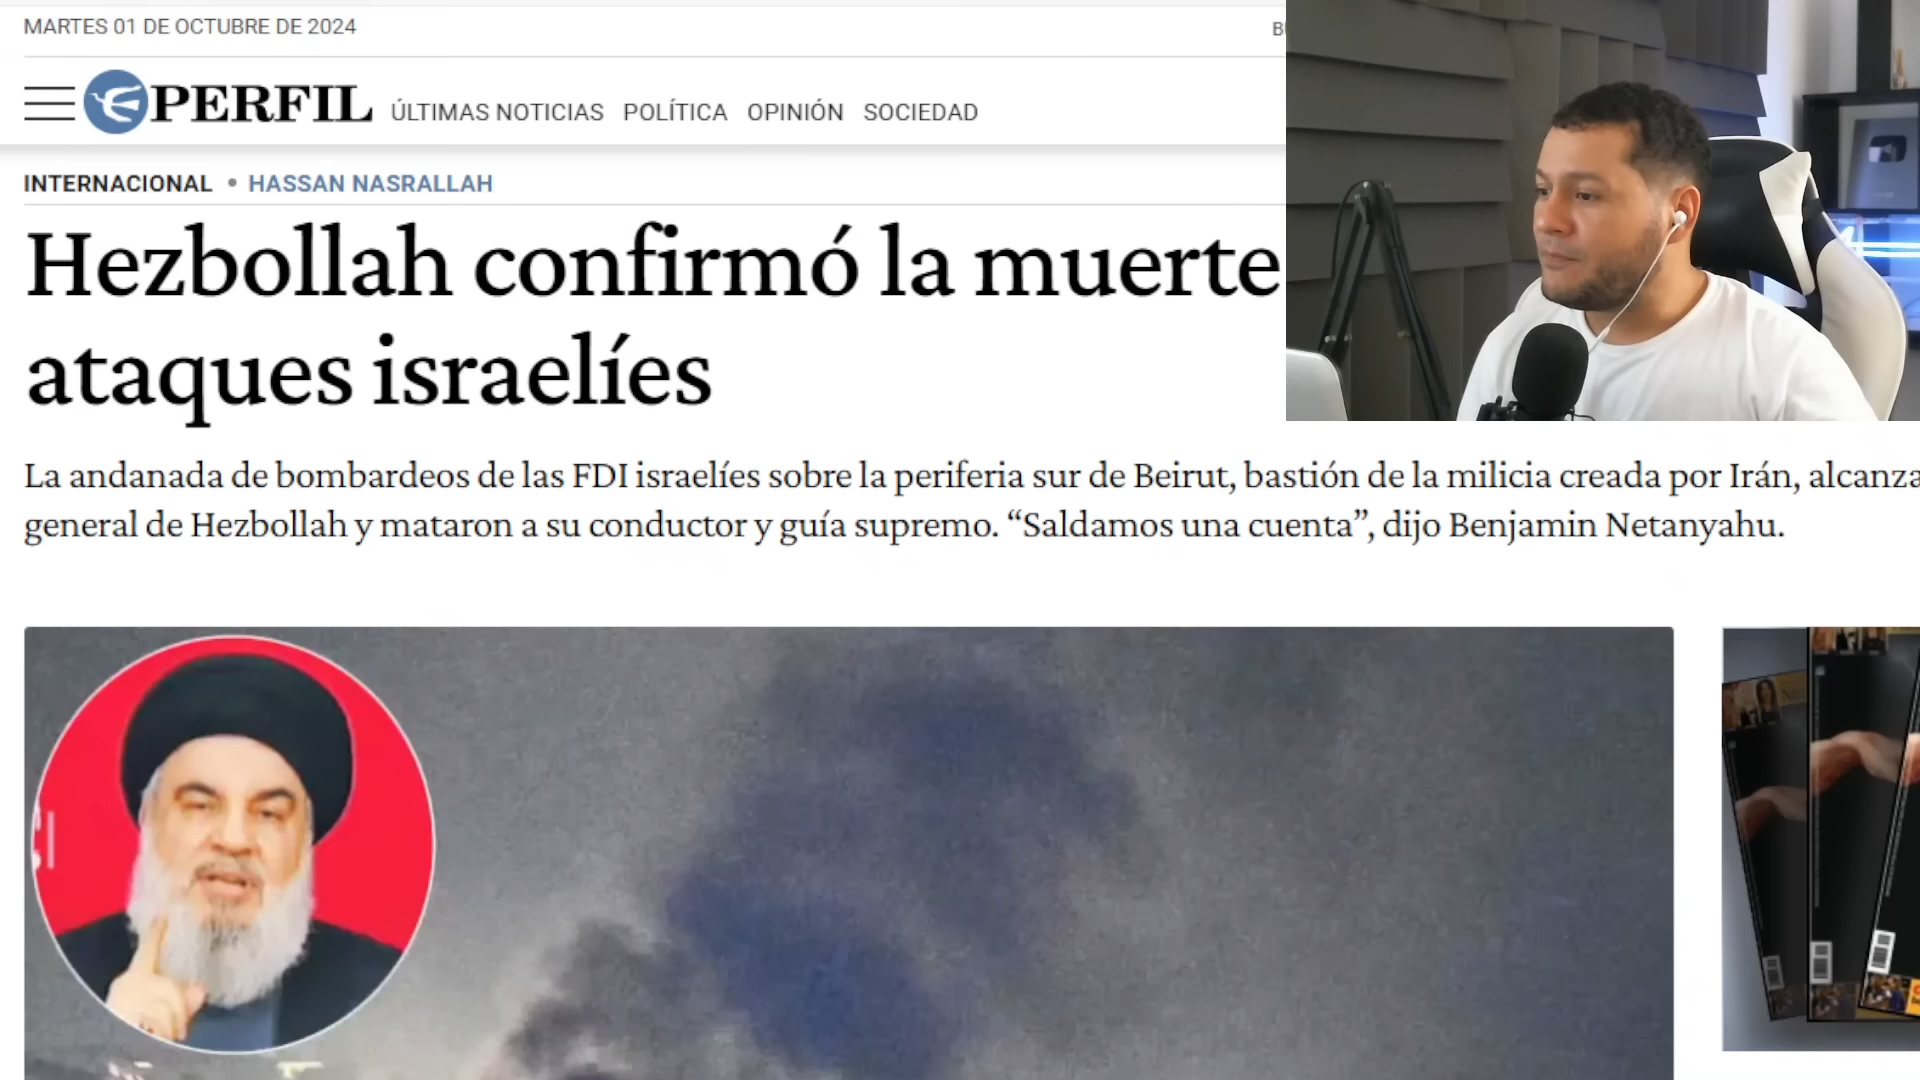 MARTES 01 DE OCTUBRE DE 2024
PERFIL ÚLTIMAS NOTICIAS POLÍTICA OPINIÓN SOCIEDAD
INTERNACIONAL • HASSAN NASRALLAH
Hezbollah confirmó la muerte
ataques israelíes
La andanada de bombardeos de las FDI israelíes sobre la periferia sur de Beirut, bastión de la milicia creada por Irán,
general de Hezbollah y mataron a su conductor y guía supremo. “Saldamos una cuenta”, dijo Benjamin Netanyahu.